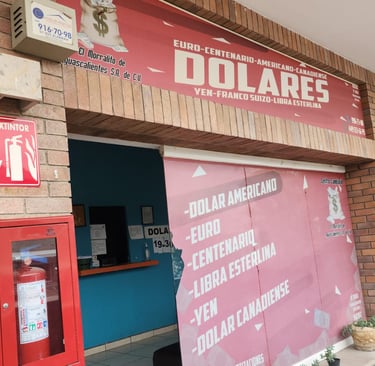 916-70-98
El Morralito de
Aguascalientes S.A. de C.V.
EURO-CENTENARIO-AMERICANO-CANADIENSE
DOLARES
YEN-FRANCO SUIZO-LIBRA ESTERLINA
EXTINTOR
DOLA
19.30
-DOLAR AMERICANO
-EURO
-CENTENARIO
-LIBRA ESTERLINA
-YEN
-DOLAR CANADIENSE